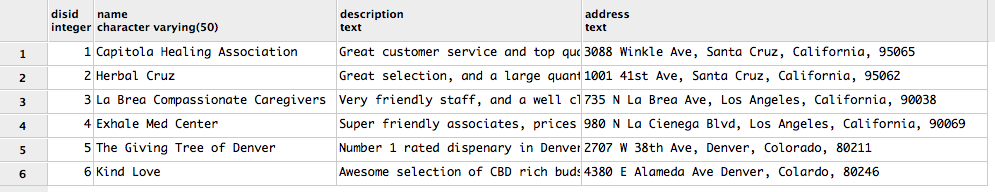 disid name description address
integer character varying(50) text text
1 1 Capitola Healing Association Great customer service and top 3088 Winkle Ave, Santa Cruz, California, 95065
2 2 Herbal Cruz Great selection, and a large 1001 41st Ave, Santa Cruz, California, 95062
3 3 La Brea Compassionate Caregivers Very friendly staff, and a well 735 N La Brea Ave, Los Angeles, California, 90038
4 4 Exhale Med Center Super friendly associates, prices 980 N La Cienega Blvd, Los Angeles, California, 90069
5 5 The Giving Tree of Denver Number 1 rated dispenary in Denver 2707 W 38th Ave, Denver, Colorado, 80211
6 6 Kind Love Awesome selection of CBD rich buds 4380 E Alameda Ave Denver, Colardo, 80246